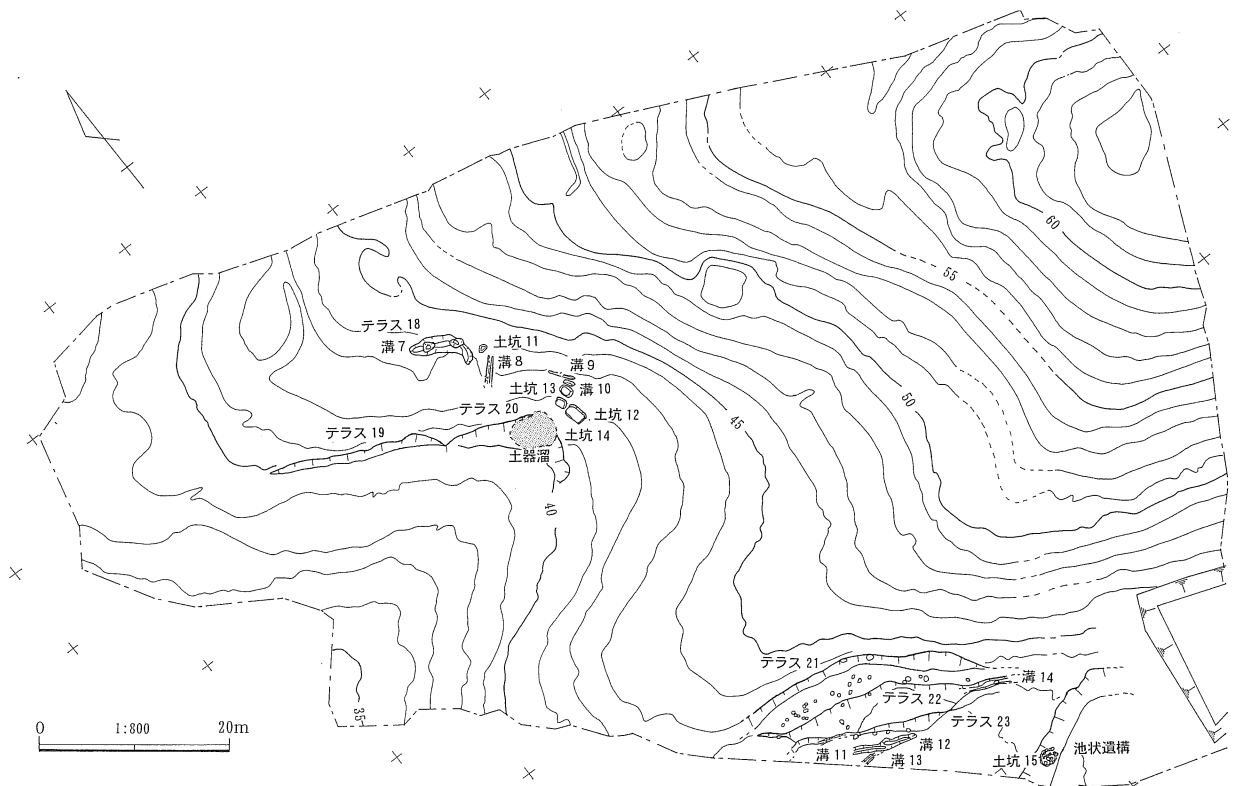 60
55
テラス 18
溝 7
土坑 11
溝 8
溝 9
土坑 13
溝 10
50
テラス 20
土坑 12
45
テラス 19
土坑 14
土器溜
40
テラス 21
溝 14
テラス 22
35
テラス 23
0
1:800
20m
溝 12
溝 11
池状遺構
溝 13
土坑 15